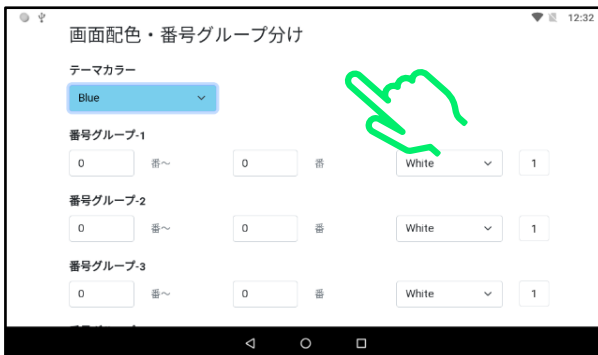 12:32
画面配色・番号グループ分け
テーマカラー
Blue
番号グループ-1
0 番～ 0 番 White 1
番号グループ-2
0 番～ 0 番 White 1
番号グループ-3
0 番～ 0 番 White 1